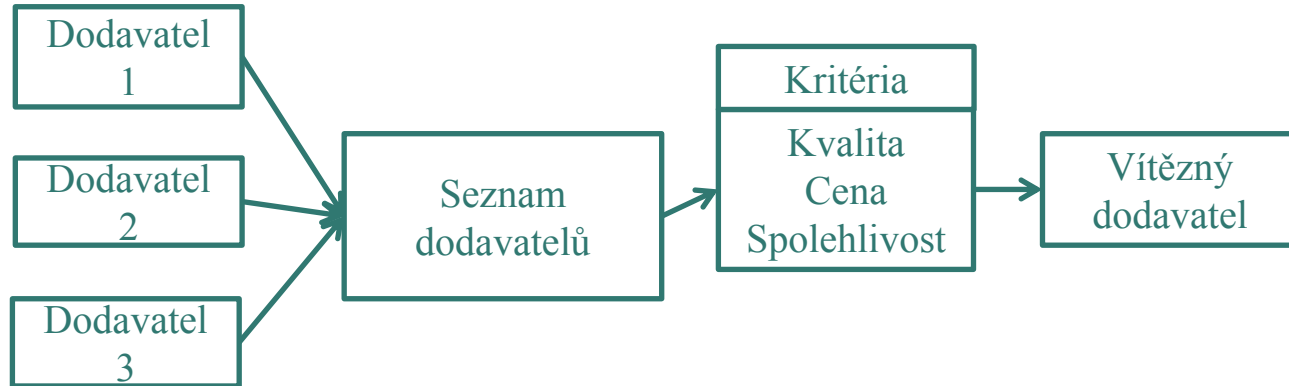 Dodavatel
1
Dodavatel
2
Dodavatel
3
Seznam
dodavatelů
Kritéria
Kvalita
Cena
Spolehlivost
Vítězný
dodavatel